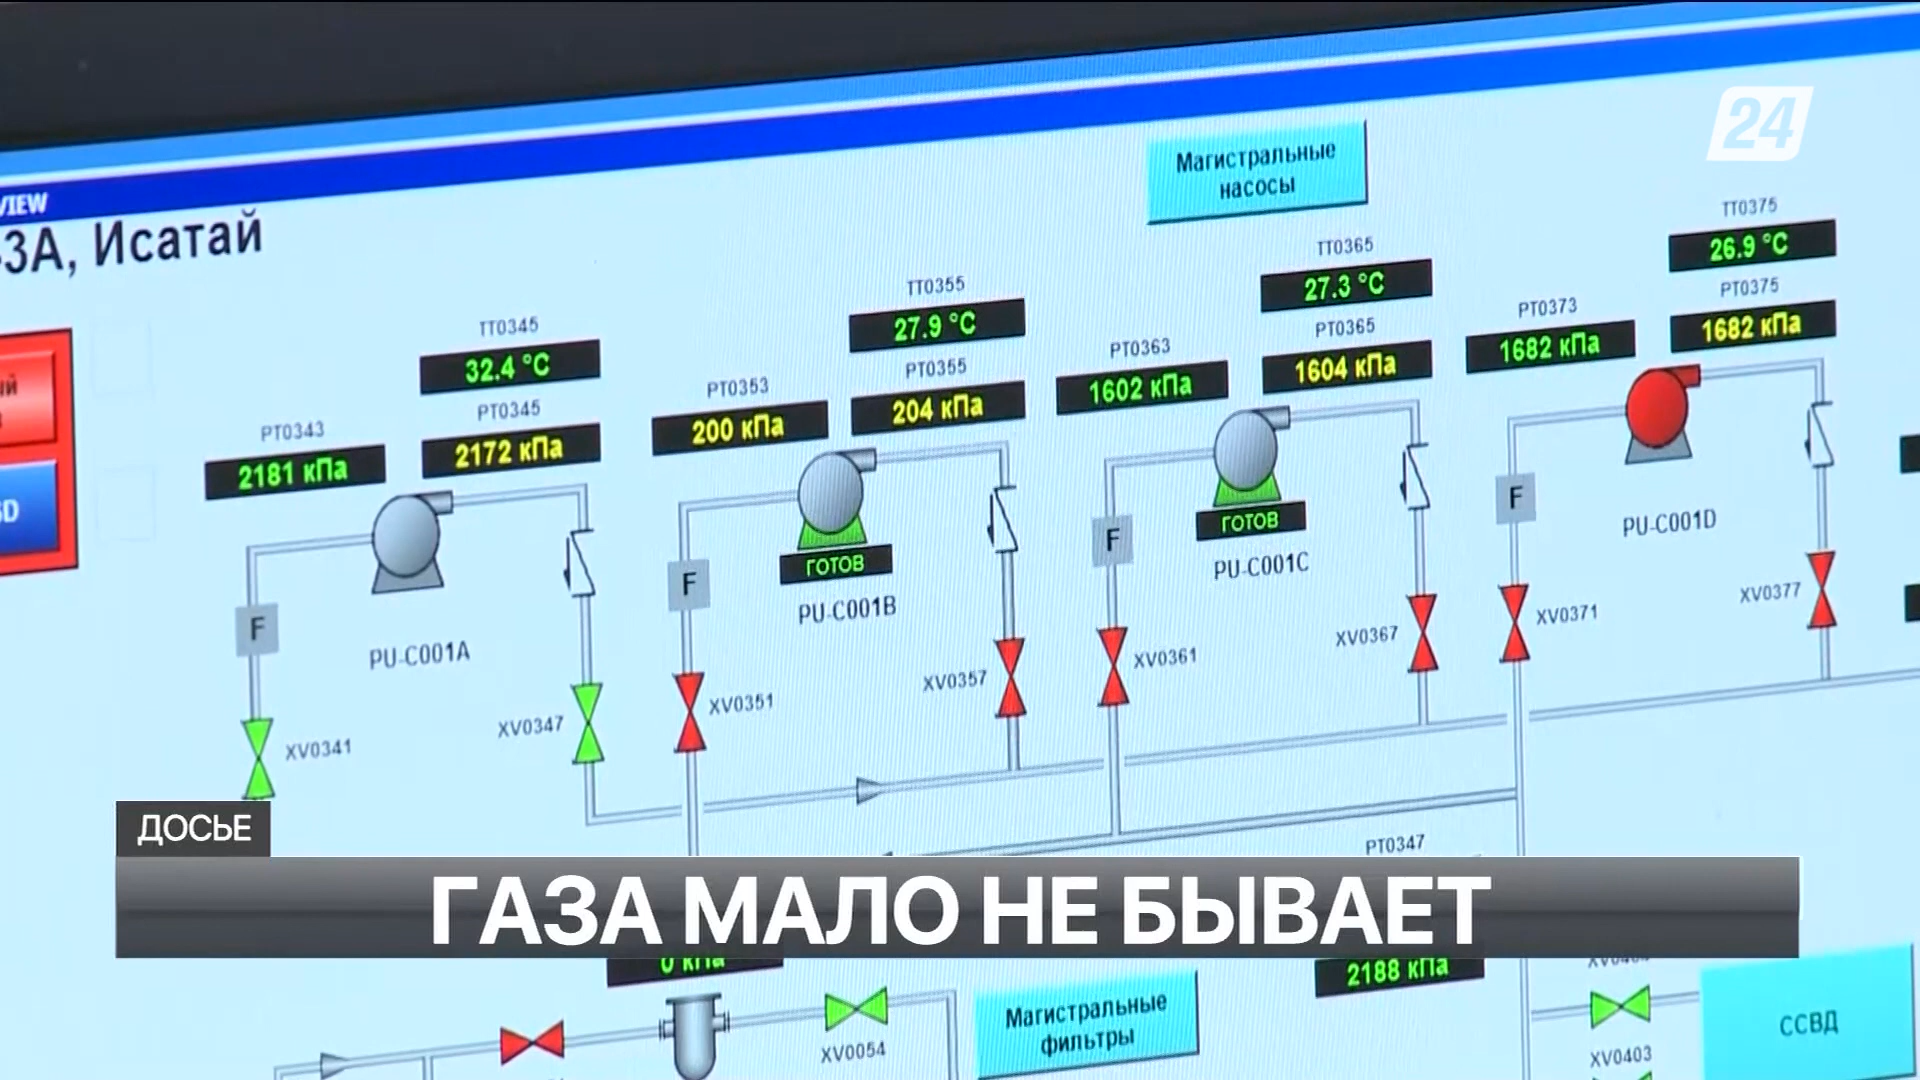 24
VIEW
-3А, Исатай
Магистральные
насосы
TT0345
32.4 °C
PT0343
2181 кПа
PT0345
2172 кПа
TT0355
27.9 °C
PT0353
200 кПа
PT0355
204 кПа
TT0365
27.3 °C
PT0363
1602 кПа
PT0365
1604 кПа
TT0375
26.9 °C
PT0373
1682 кПа
PT0375
1682 кПа
F
F
F
F
ГОТОВ
ГОТОВ
PU-C001A
PU-C001B
PU-C001C
PU-C001D
XV0341
XV0347
XV0351
XV0357
XV0361
XV0367
XV0371
XV0377
PT0347
ДОСЬЕ
ГАЗА МАЛО НЕ БЫВАЕТ
0 кПа
2188 кПа
Магистральные
фильтры
XV0054
ССВД
XV0403